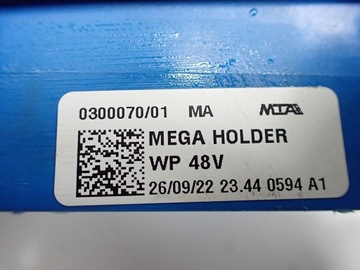 0300070/01 MA MTA
MEGA HOLDER
WP 48V
26/09/22 23.44 0594 A1